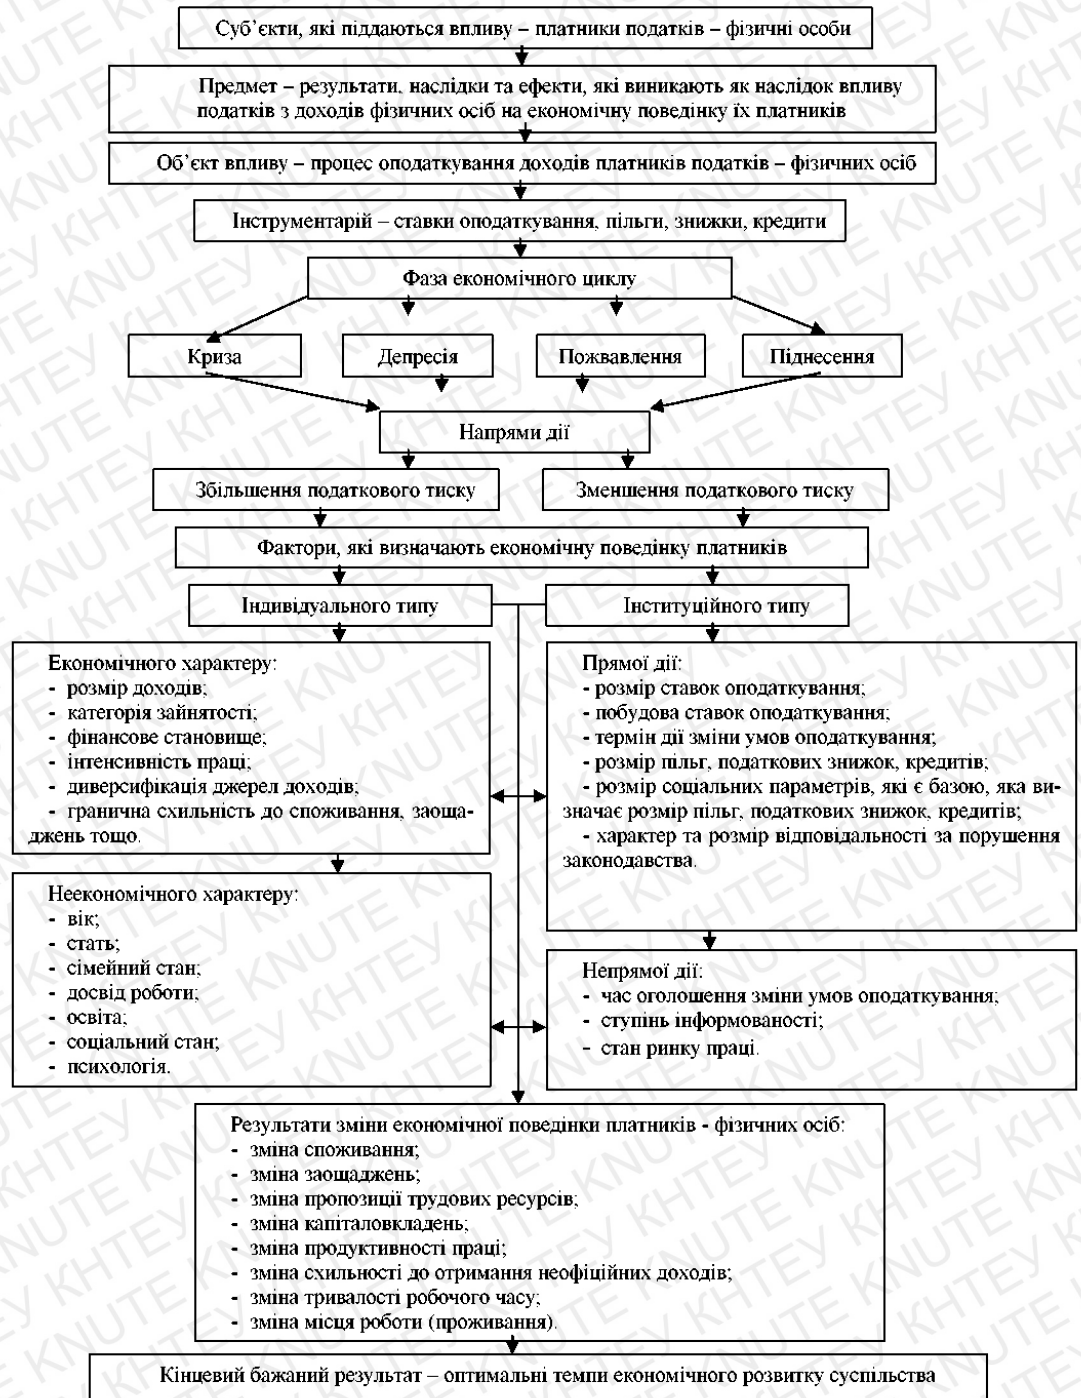 Суб’єкти, які піддаються впливу – платники податків – фізичні особи
Предмет – результати, наслідки та ефекти, які виникають як наслідок впливу
податків з доходів фізичних осіб на економічну поведінку їх платників
Об’єкт впливу – процес оподаткування доходів платників податків – фізичних осіб
Інструментарій – ставки оподаткування, пільги, знижки, кредити
Фаза економічного циклу
Криза
Депресія
Пожвавлення
Піднесення
Напрями дії
Збільшення податкового тиску
Зменшення податкового тиску
Фактори, які визначають економічну поведінку платників
Індивідуального типу
Інституційного типу
Економічного характеру:
- розмір доходів;
- категорія зайнятості;
- фінансове становище;
- інтенсивність праці;
- диверсифікація джерел доходів;
- гранична схильність до споживання, заоща-
джень тощо.
Прямої дії:
- розмір ставок оподаткування;
- побудова ставок оподаткування;
- термін дії зміни умов оподаткування;
- розмір пільг, податкових знижок, кредитів;
- розмір соціальних параметрів, які є базою, яка ви-
значає розмір пільг, податкових знижок, кредитів;
- характер та розмір відповідальності за порушення
законодавства.
Неекономічного характеру:
- вік;
- стать;
- сімейний стан;
- досвід роботи;
- освіта;
- соціальний стан;
- психологія.
Непрямої дії:
- час оголошення зміни умов оподаткування;
- ступінь інформованості;
- стан ринку праці.
Результати зміни економічної поведінки платників - фізичних осіб:
- зміна споживання;
- зміна заощаджень;
- зміна пропозиції трудових ресурсів;
- зміна капіталовкладень;
- зміна продуктивності праці;
- зміна схильності до отримання неофіційних доходів;
- зміна тривалості робочого часу;
- зміна місця роботи (проживання).
Кінцевий бажаний результат – оптимальні темпи економічного розвитку суспільства